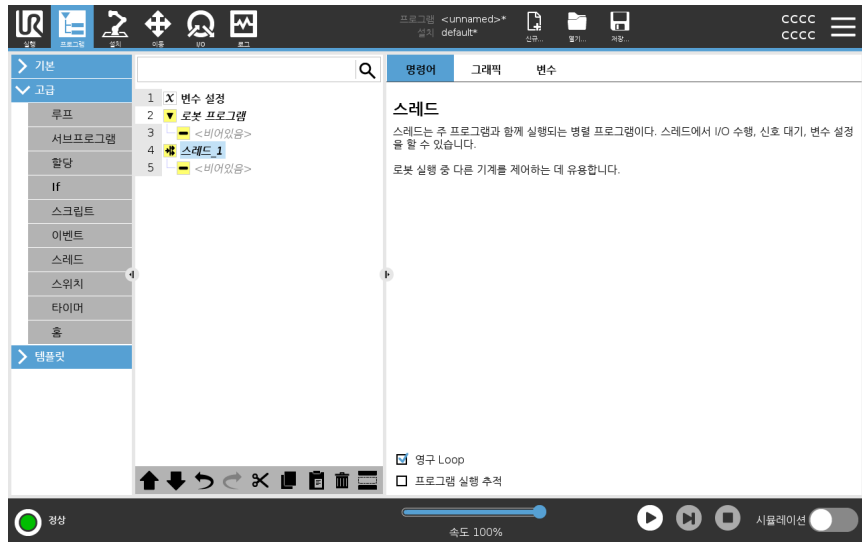 프로그램 <unnamed>*
설치 default*
cccc
cccc
UR
실행
프로그램
설치
이동
I/O
로그
신규...
열기...
저장...
기본
고급
루프
서브프로그램
할당
If
스크립트
이벤트
스레드
스위치
타이머
홈
템플릿
1 X 변수 설정
2 로봇 프로그램
3 <비어있음>
4 스레드_1
5 <비어있음>
명령어 그래픽 변수
스레드
스레드는 주 프로그램과 함께 실행되는 병렬 프로그램이다. 스레드에서 I/O 수행, 신호 대기, 변수 설정
을 할 수 있습니다.
로봇 실행 중 다른 기계를 제어하는 데 유용합니다.
영구 Loop
프로그램 실행 추적
정상
속도 100%
시뮬레이션